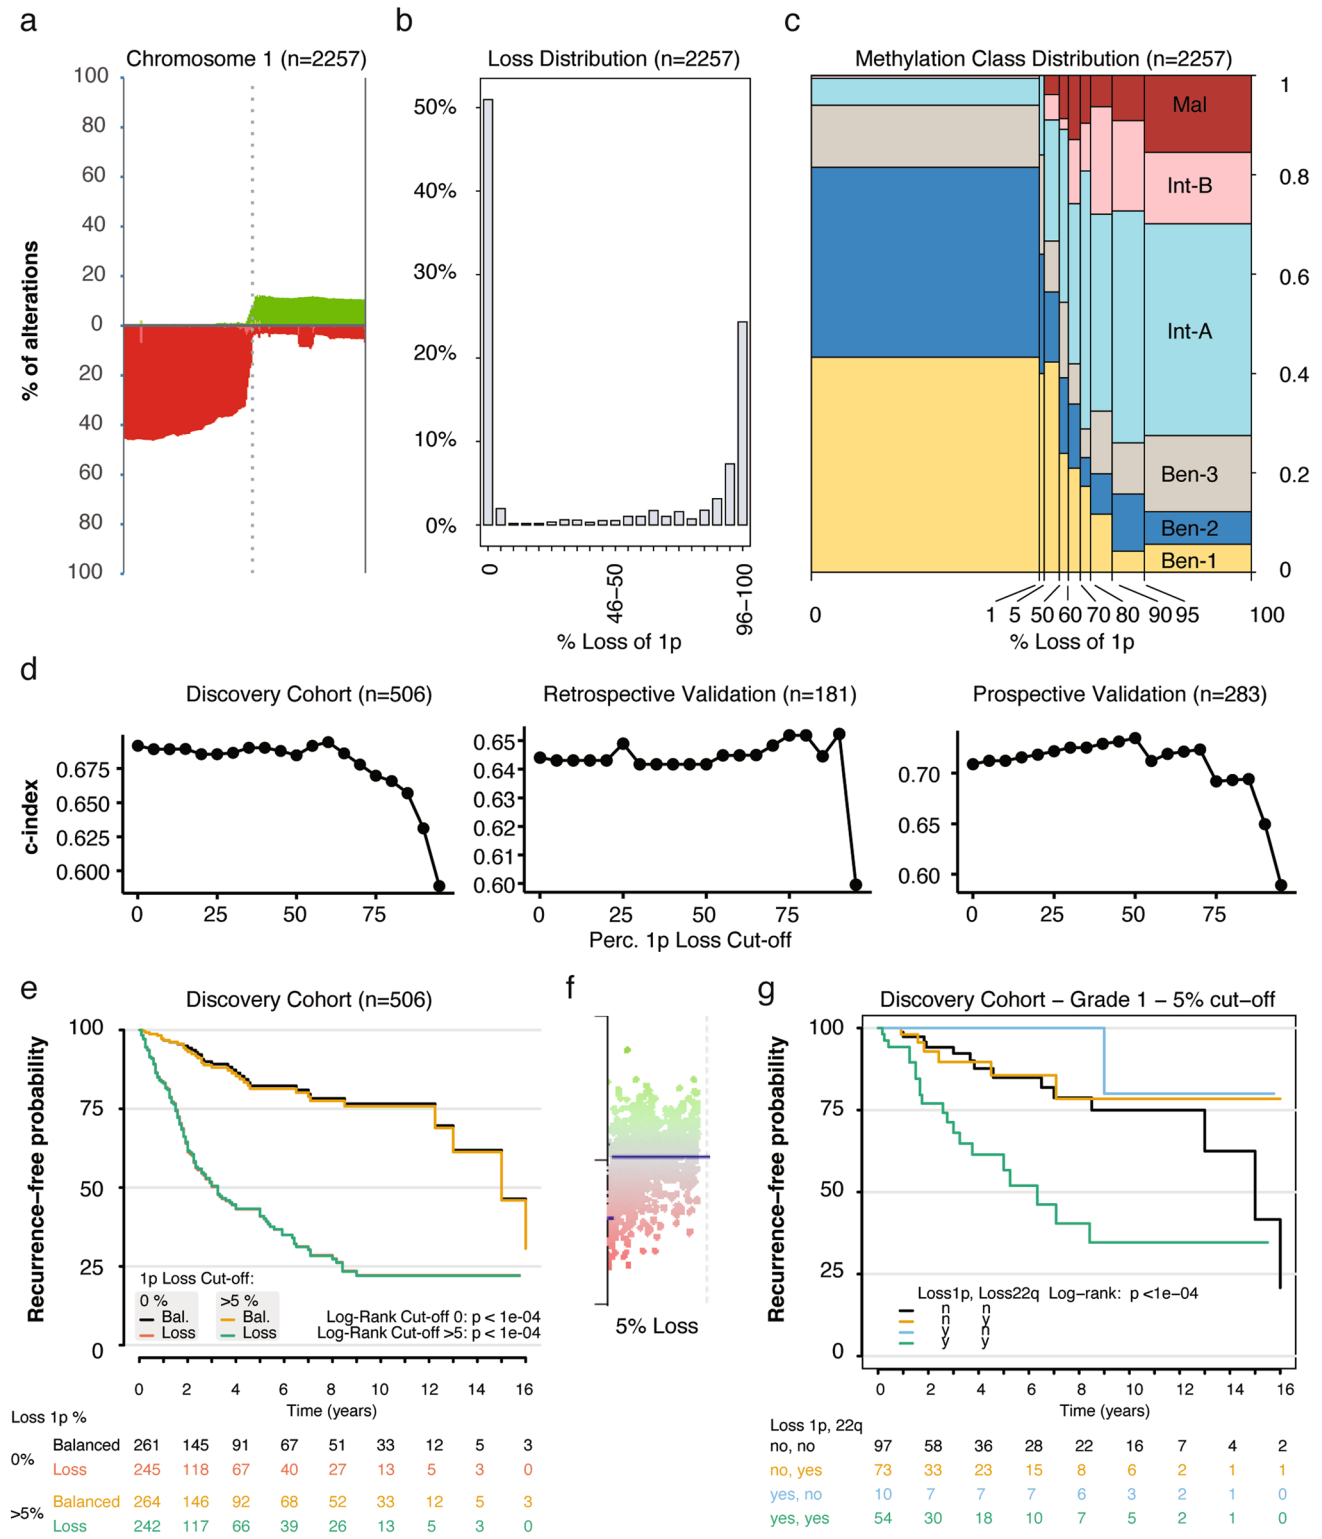 a
Chromosome 1 (n=2257)
% of alterations
100
80
60
40
20
0
20
40
60
80
100
b
Loss Distribution (n=2257)
50%
40%
30%
20%
10%
0%
0
46–50
96–100
% Loss of 1p
c
Methylation Class Distribution (n=2257)
Mal
Int-B
Int-A
Ben-3
Ben-2
Ben-1
1
0.8
0.6
0.4
0.2
0
0 1 5 50 60 70 80 90 95 100
% Loss of 1p
d
c-index
Discovery Cohort (n=506)
0.675
0.650
0.625
0.600
0 25 50 75
Retrospective Validation (n=181)
0.65
0.64
0.63
0.62
0.61
0.60
0 25 50 75
Perc. 1p Loss Cut-off
Prospective Validation (n=283)
0.70
0.65
0.60
0 25 50 75
e
Discovery Cohort (n=506)
Recurrence–free probability
100
75
50
25
0
1p Loss Cut-off:
0 % >5 %
Bal. Bal.
Loss Loss
Log-Rank Cut-off 0: p < 1e-04
Log-Rank Cut-off >5: p < 1e-04
0 2 4 6 8 10 12 14 16
Time (years)
Loss 1p %
0%
Balanced 261 145 91 67 51 33 12 5 3
Loss 245 118 67 40 27 13 5 3 0
>5%
Balanced 264 146 92 68 52 33 12 5 3
Loss 242 117 66 39 26 13 5 3 0
f
5% Loss
g
Discovery Cohort – Grade 1 – 5% cut–off
Recurrence–free probability
100
75
50
25
0
Loss1p, Loss22q Log–rank: p <1e–04
n n
n y
y n
y y
0 2 4 6 8 10 12 14 16
Time (years)
Loss 1p, 22q
no, no 97 58 36 28 22 16 7 4 2
no, yes 73 33 23 15 8 6 2 1 1
yes, no 10 7 7 7 6 3 2 1 0
yes, yes 54 30 18 10 7 5 2 1 0